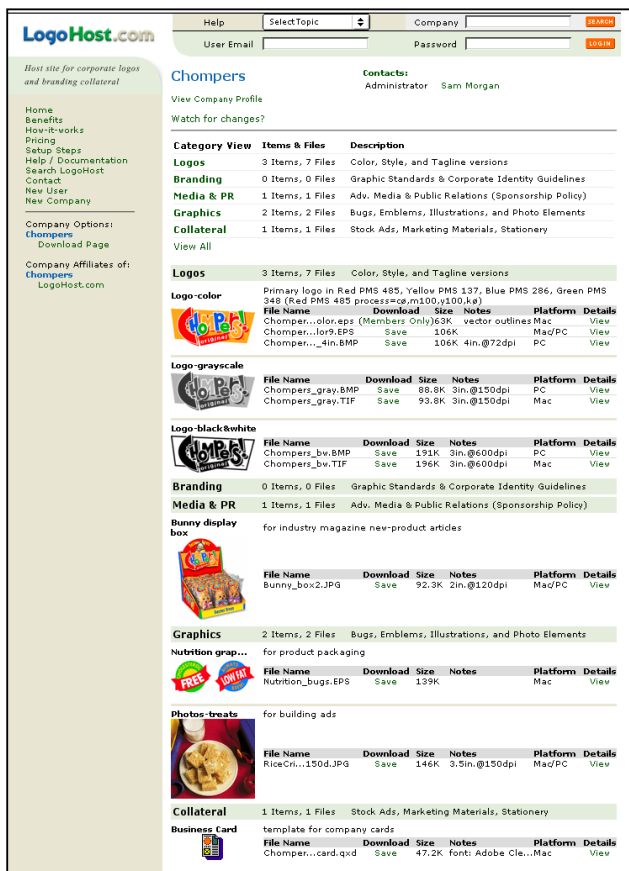 LogoHost.com
Help SelectTopic Company SEARCH
User Email Password LOGIN
Host site for corporate logos
and branding collateral
Home
Benefits
How-it-works
Pricing
Setup Steps
Help / Documentation
Search LogoHost
Contact
New User
New Company
Company Options:
Chompers
Download Page
Company Affiliates of:
Chompers
LogoHost.com
Chompers
Contacts:
Administrator Sam Morgan
View Company Profile
Watch for changes?
Category View Items & Files Description
Logos 3 Items, 7 Files Color, Style, and Tagline versions
Branding 0 Items, 0 Files Graphic Standards & Corporate Identity Guidelines
Media & PR 1 Items, 1 Files Adv. Media & Public Relations (Sponsorship Policy)
Graphics 2 Items, 2 Files Bugs, Emblems, Illustrations, and Photo Elements
Collateral 1 Items, 1 Files Stock Ads, Marketing Materials, Stationery
View All
Logos 3 Items, 7 Files Color, Style, and Tagline versions
Logo-color
Primary logo in Red PMS 485, Yellow PMS 137, Blue PMS 286, Green PMS
348 (Red PMS 485 process=cø,m100,y100,kø)
CHOMPERS!
original
File Name Download Size Notes Platform Details
Chomper...olor.eps (Members Only)63K vector outlines Mac View
Chomper...lor9.EPS Save 106K Mac/PC View
Chomper..._4in.BMP Save 106K 4in.@72dpi PC View
Logo-grayscale
CHOMPERS!
original
File Name Download Size Notes Platform Details
Chompers_gray.BMP Save 88.8K 3in.@150dpi PC View
Chompers_gray.TIF Save 93.8K 3in.@150dpi Mac View
Logo-black&white
CHOMPERS!
original
File Name Download Size Notes Platform Details
Chompers_bw.BMP Save 191K 3in.@600dpi PC View
Chompers_bw.TIF Save 196K 3in.@600dpi Mac View
Branding 0 Items, 0 Files Graphic Standards & Corporate Identity Guidelines
Media & PR 1 Items, 1 Files Adv. Media & Public Relations (Sponsorship Policy)
Bunny display
box
for industry magazine new-product articles
File Name Download Size Notes Platform Details
Bunny_box2.JPG Save 92.3K 2in.@120dpi Mac/PC View
Graphics 2 Items, 2 Files Bugs, Emblems, Illustrations, and Photo Elements
Nutrition grap... for product packaging
FREE LOW FAT
File Name Download Size Notes Platform Details
Nutrition_bugs.EPS Save 139K Mac View
Photos-treats for building ads
File Name Download Size Notes Platform Details
RiceCri...150d.JPG Save 146K 3.5in.@150dpi Mac/PC View
Collateral 1 Items, 1 Files Stock Ads, Marketing Materials, Stationery
Business Card template for company cards
File Name Download Size Notes Platform Details
Chomper...card.qxd Save 47.2K font: Adobe Cle...Mac View